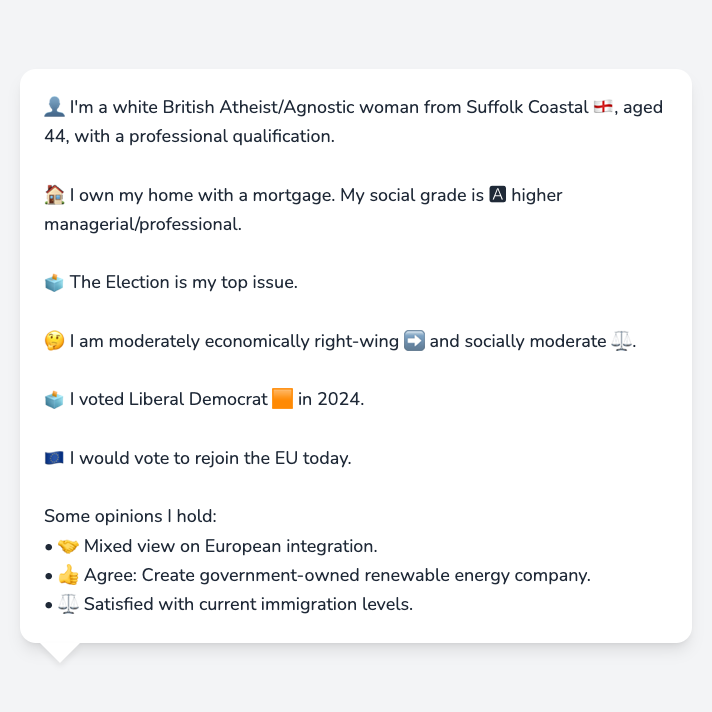 👤 I'm a white British Atheist/Agnostic woman from Suffolk Coastal 🏴󠁧󠁢󠁥󠁮󠁧󠁿, aged
44, with a professional qualification.
🏠 I own my home with a mortgage. My social grade is 🅰 higher
managerial/professional.
🗳️ The Election is my top issue.
🤔 I am moderately economically right-wing ➡️ and socially moderate ⚖️.
🗳️ I voted Liberal Democrat 🟧 in 2024.
🇪🇺 I would vote to rejoin the EU today.
Some opinions I hold:
• 🤝 Mixed view on European integration.
• 👍 Agree: Create government-owned renewable energy company.
• ⚖️ Satisfied with current immigration levels.